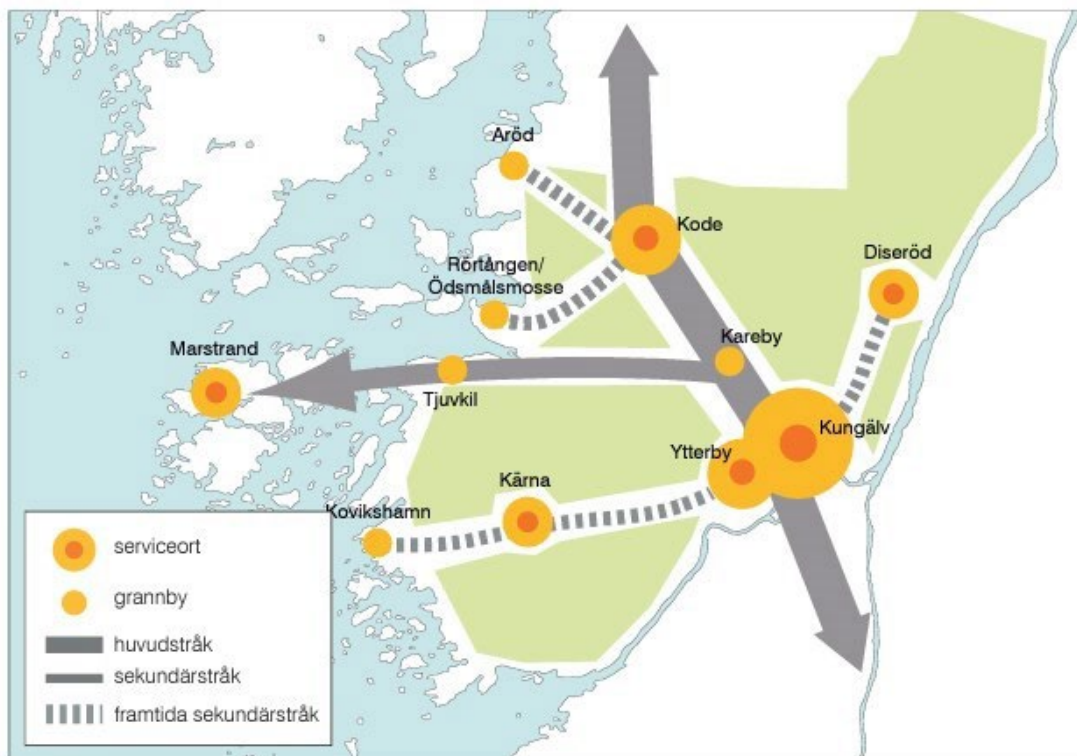 Aröd
Kode
Diseröd
Rörtången/
Ödsmålsmosse
Kareby
Marstrand
Tjuvkil
Kungälv
Ytterby
Kärna
Kovikshamn
serviceort
grannby
huvudstråk
sekundärstråk
framtida sekundärstråk